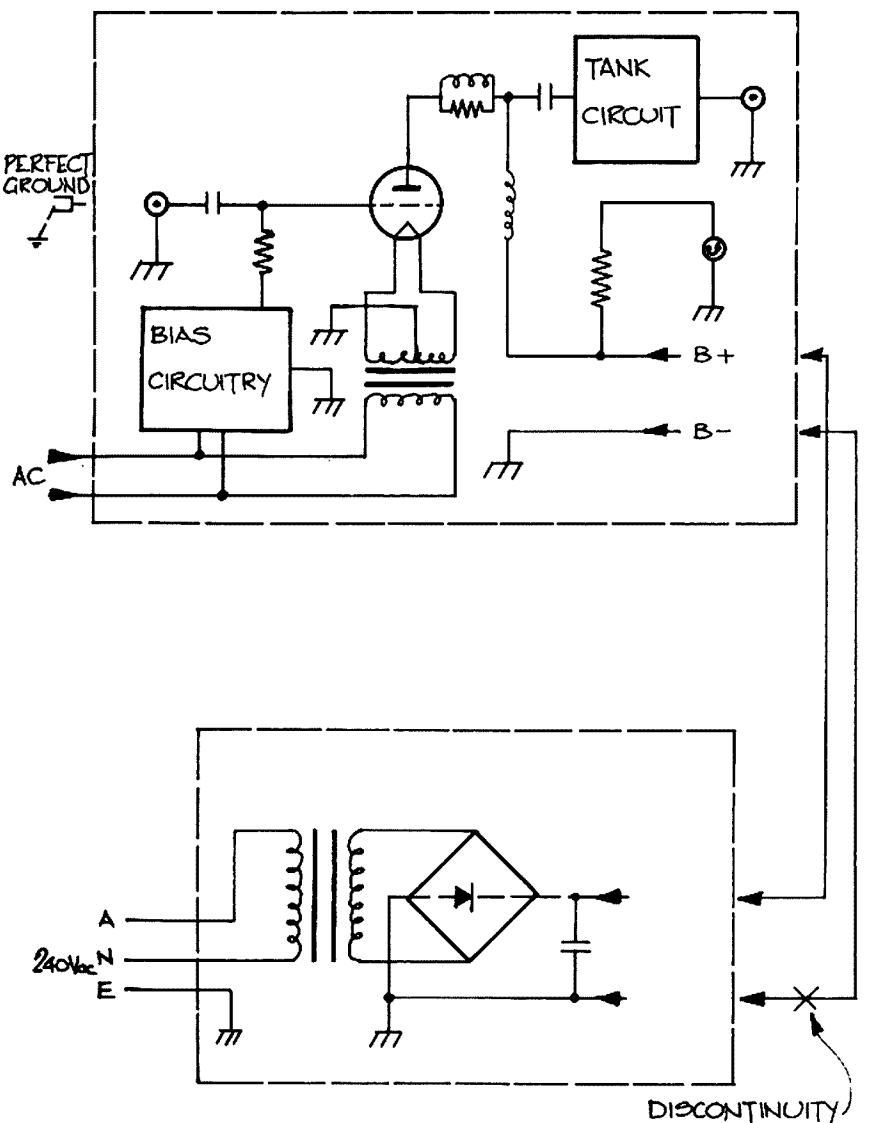 TANK
CIRCUIT
PERFECT
GROUND
BIAS
CIRCUITRY
B+
B-
AC
A
240Vac N
E
DISCONTINUITY